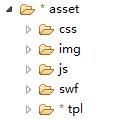 * asset
css
img
js
swf
* tpl